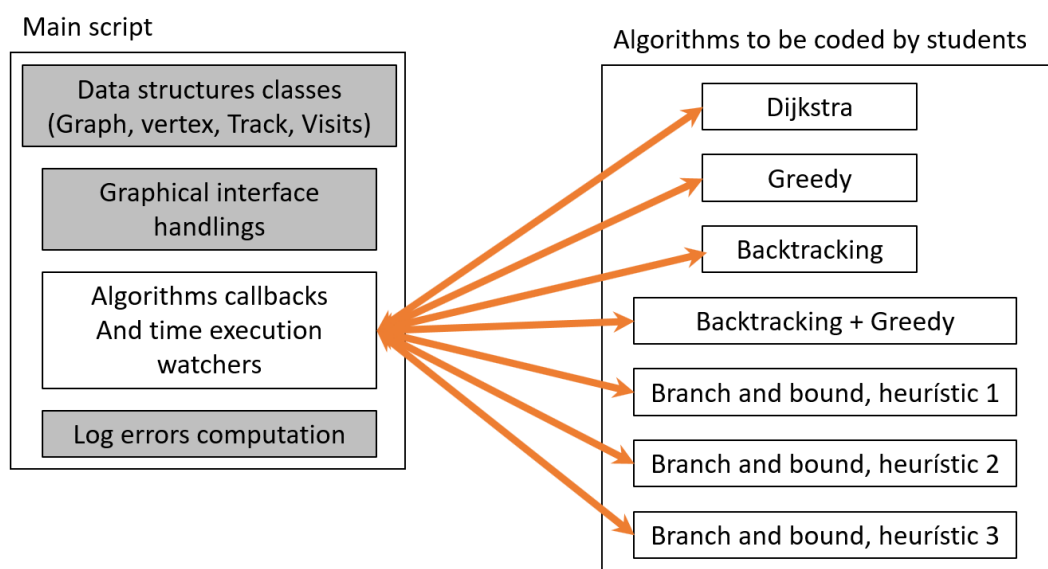 Main script
Data structures classes
(Graph, vertex, Track, Visits)
Graphical interface
handlings
Algorithms callbacks
And time execution
watchers
Log errors computation
Algorithms to be coded by students
Dijkstra
Greedy
Backtracking
Backtracking + Greedy
Branch and bound, heurístic 1
Branch and bound, heurístic 2
Branch and bound, heurístic 3